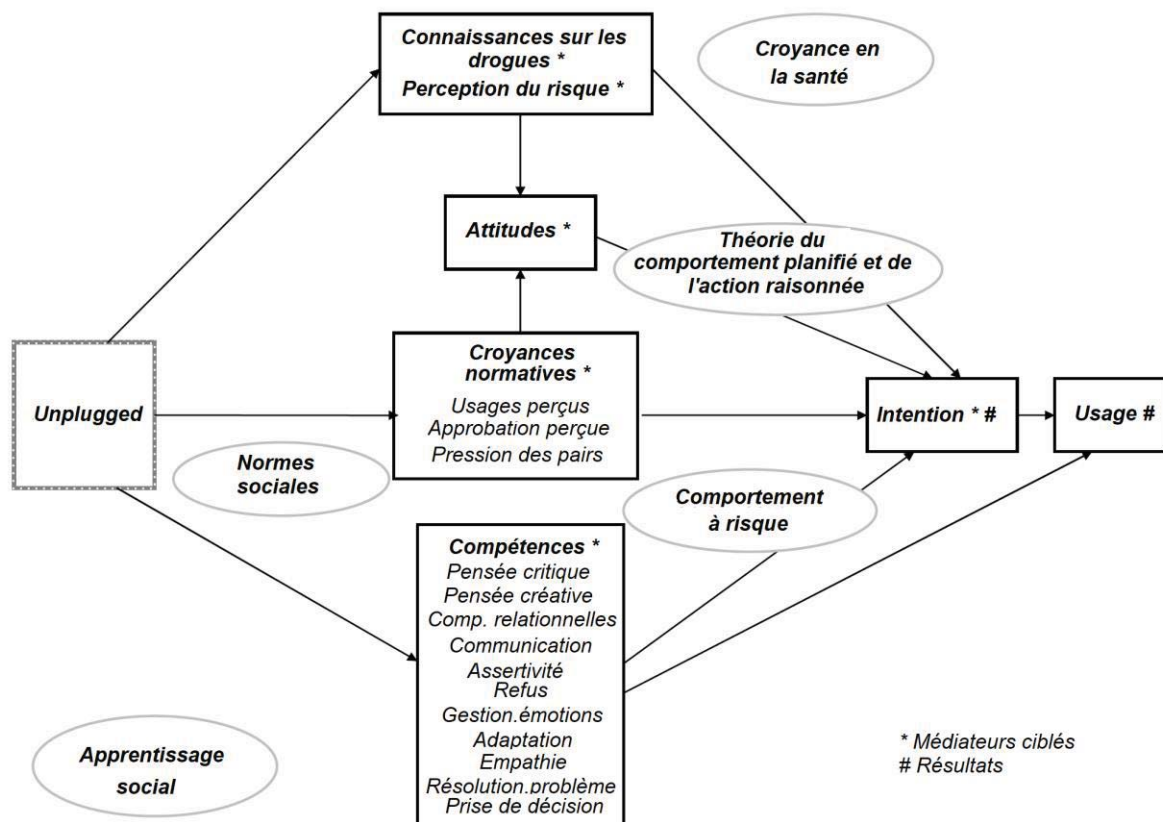 Connaissances sur les
drogues *
Perception du risque *
Croyance en
la santé
Attitudes *
Théorie du
comportement planifié et de
l'action raisonnée
Unplugged
Croyances
normatives *
Usages perçus
Approbation perçue
Pression des pairs
Intention * #
Usage #
Normes
sociales
Comportement
à risque
Compétences *
Pensée critique
Pensée créative
Comp. relationnelles
Communication
Assertivité
Refus
Gestion.émotions
Adaptation
Empathie
Résolution.problème
Prise de décision
Apprentissage
social
* Médiateurs ciblés
# Résultats